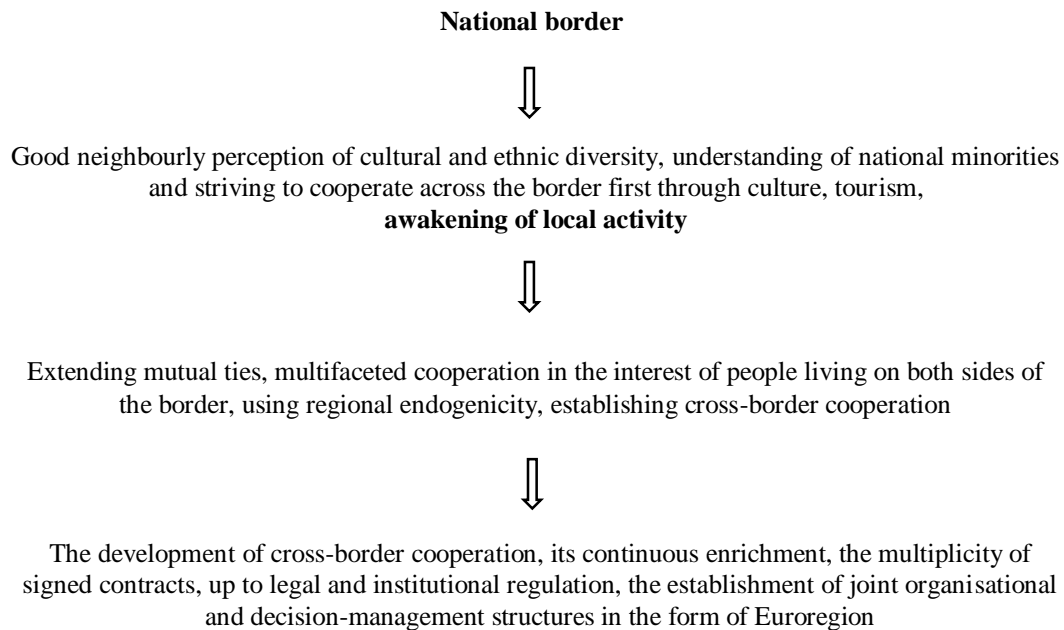 National border
Good neighbourly perception of cultural and ethnic diversity, understanding of national minorities
and striving to cooperate across the border first through culture, tourism,
awakening of local activity
Extending mutual ties, multifaceted cooperation in the interest of people living on both sides of
the border, using regional endogenicity, establishing cross-border cooperation
The development of cross-border cooperation, its continuous enrichment, the multiplicity of
signed contracts, up to legal and institutional regulation, the establishment of joint organisational
and decision-management structures in the form of Euroregion